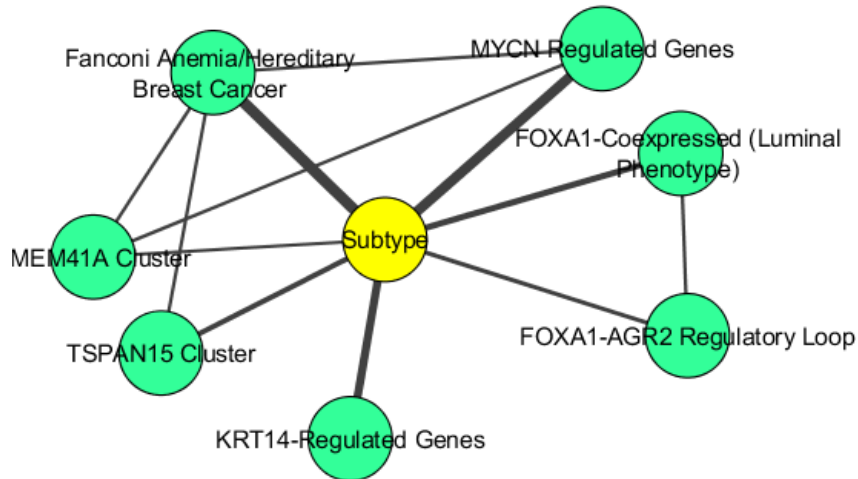 Fanconi Anemia/Hereditary
Breast Cancer
MYCN Regulated Genes
FOXA1-Coexpressed (Luminal
Phenotype)
Subtype
MEM41A Cluster
FOXA1-AGR2 Regulatory Loop
TSPAN15 Cluster
KRT14-Regulated Genes